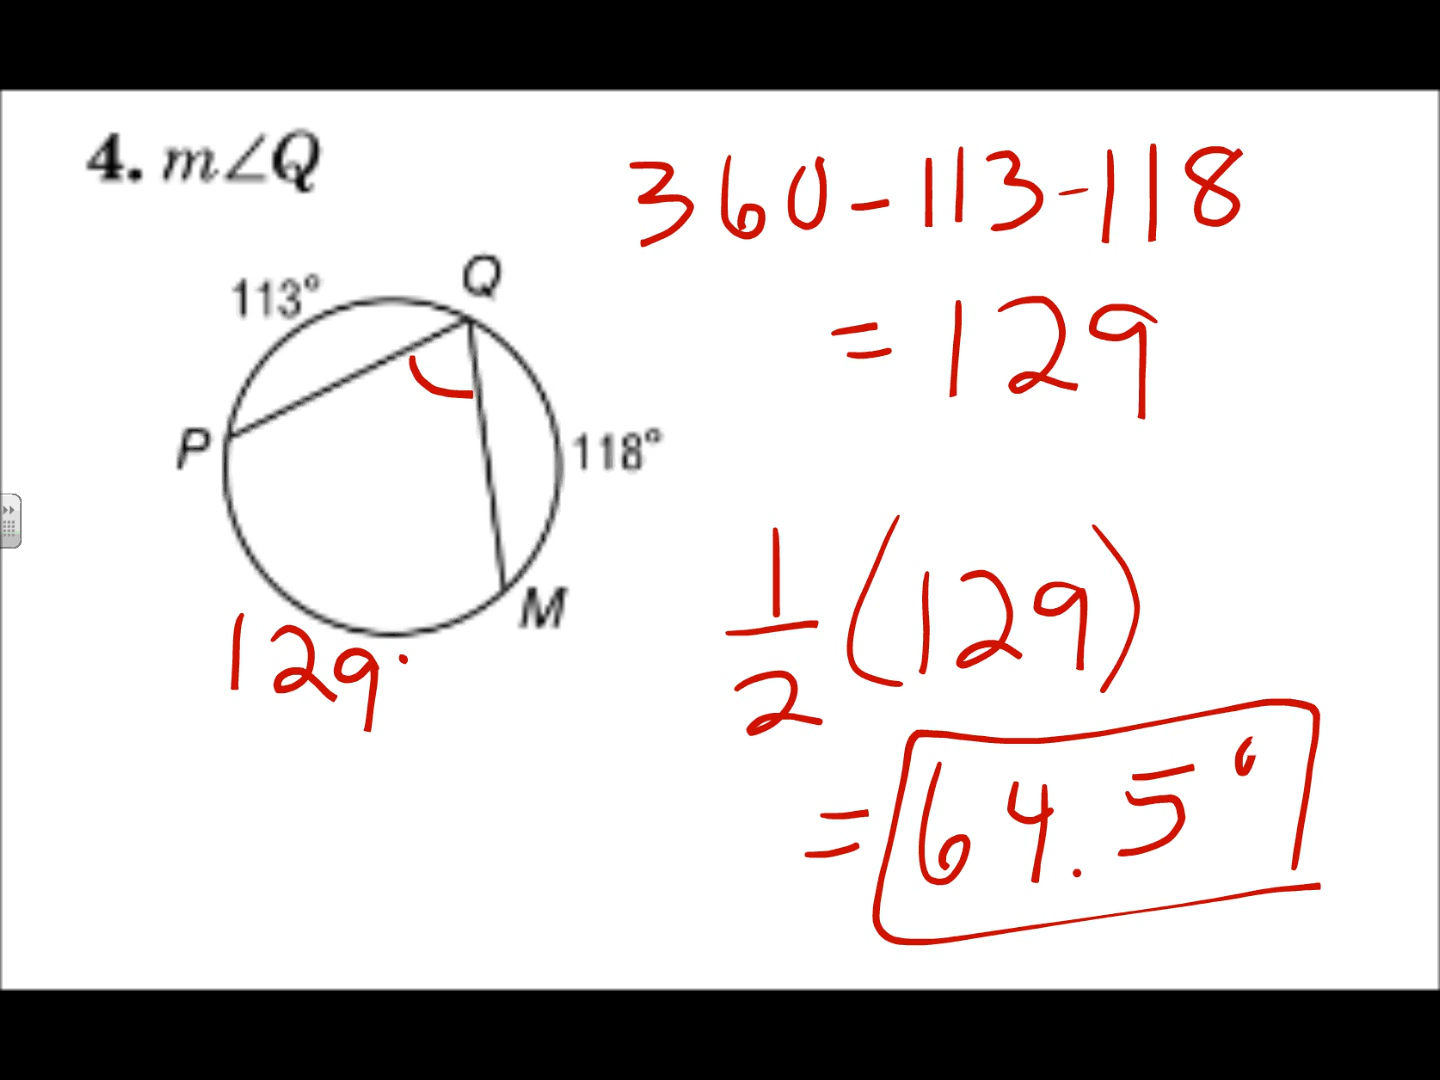 4. m∠Q
360-113-118
= 129
Q
113°
P
118°
M
129°
1/2 (129)
= 64.5°